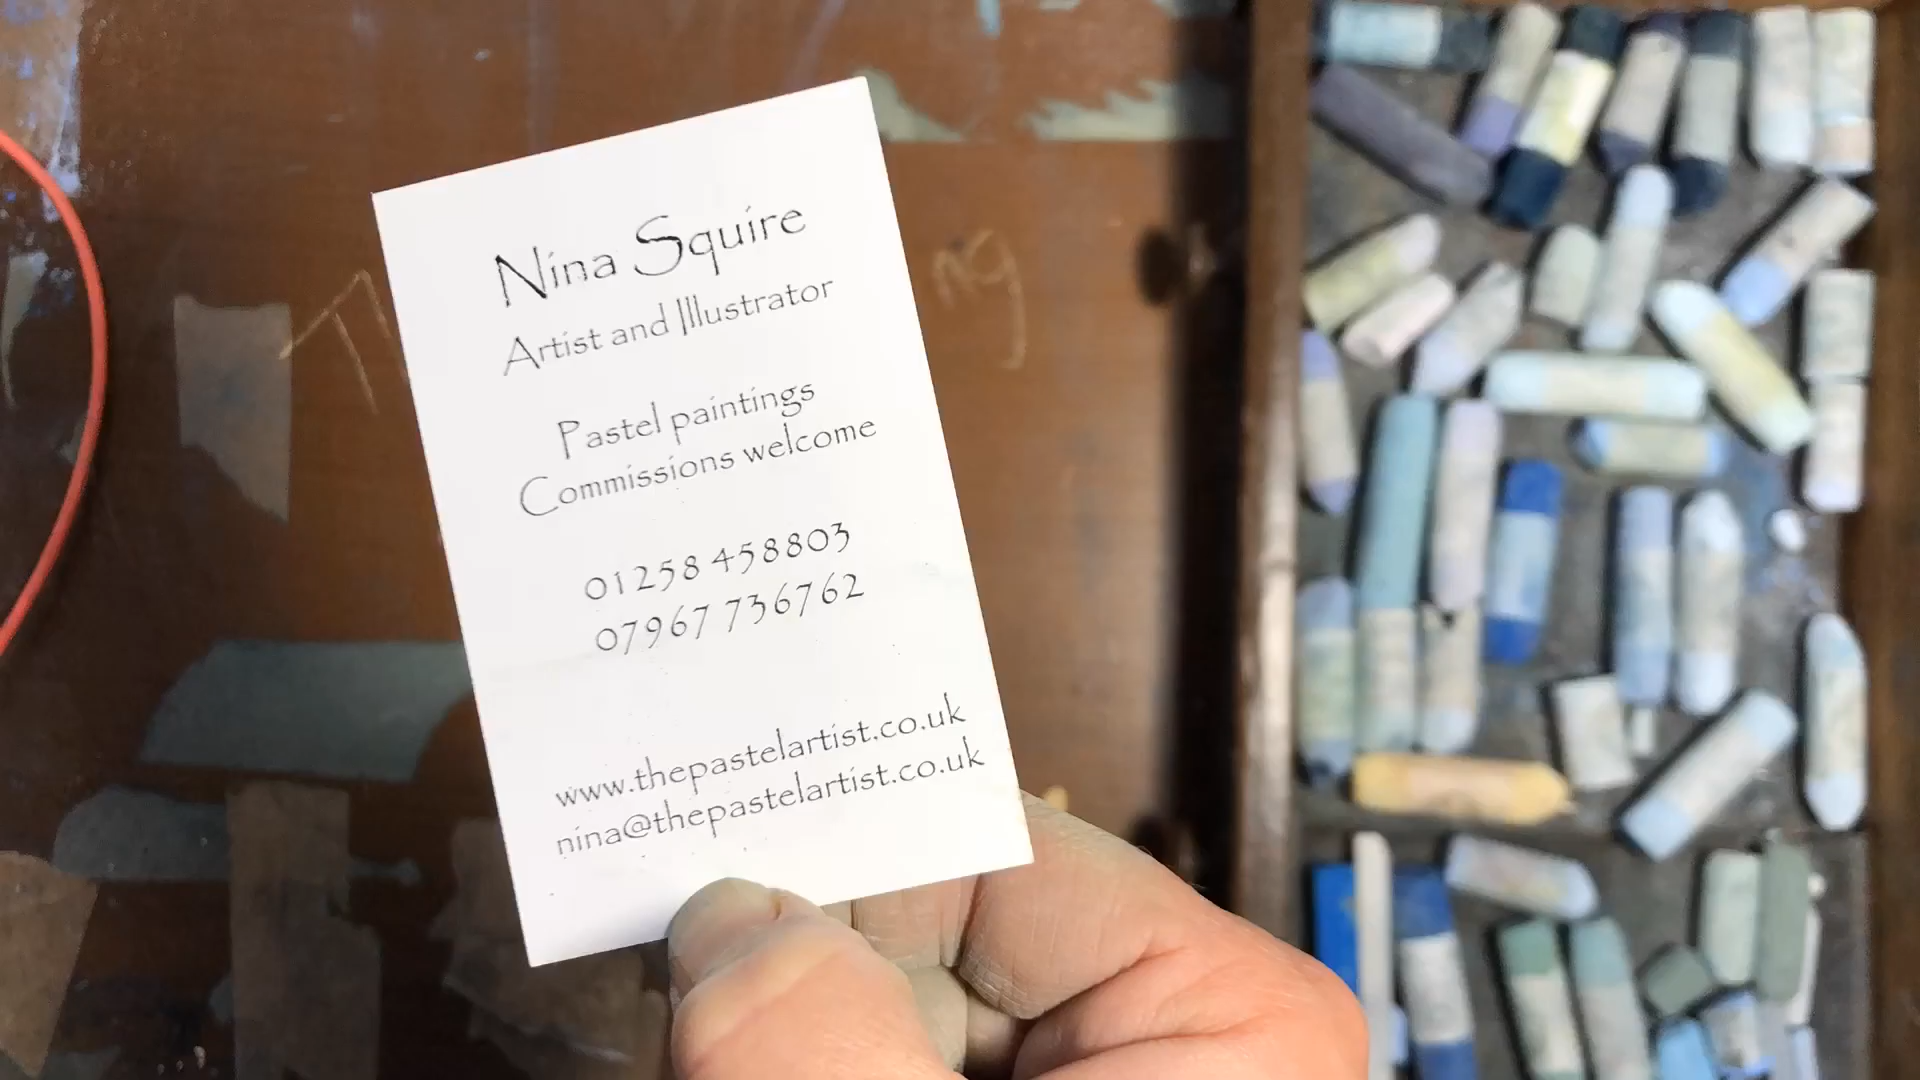 Nina Squire
Artist and Illustrator
Pastel paintings
Commissions welcome
01258 458803
07967 736762
www.thepastelartist.co.uk
nina@thepastelartist.co.uk